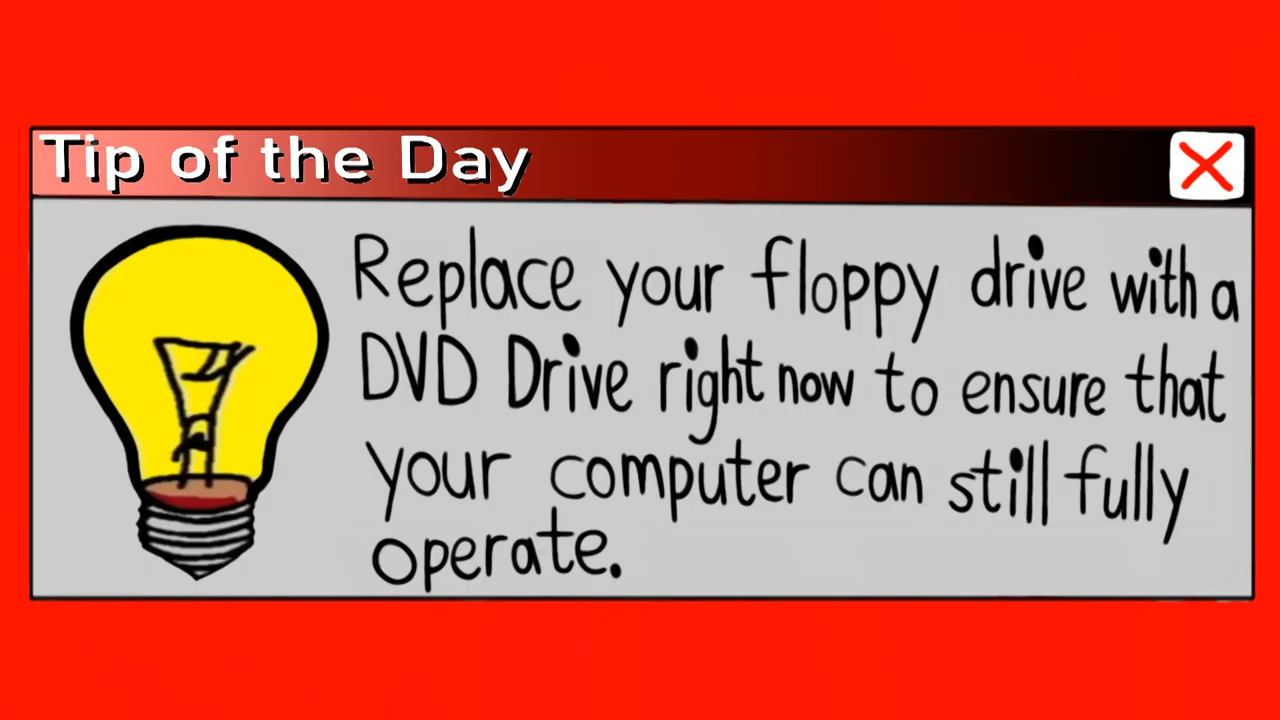 Tip of the Day
Replace your floppy drive with a
DVD Drive right now to ensure that
your computer can still fully
operate.